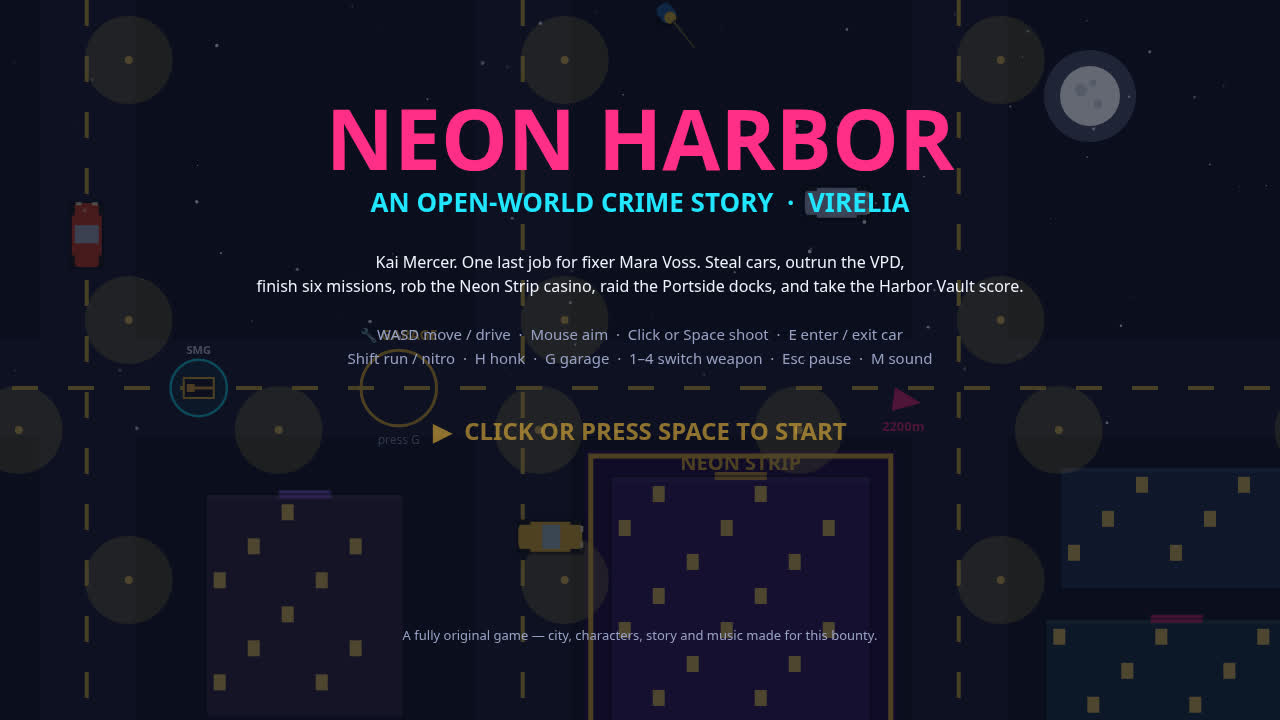 NEON HARBOR
AN OPEN-WORLD CRIME STORY · VIRELIA
Kai Mercer. One last job for fixer Mara Voss. Steal cars, outrun the VPD,
finish six missions, rob the Neon Strip casino, raid the Portside docks, and take the Harbor Vault score.
WASD move / drive · Mouse aim · Click or Space shoot · E enter / exit car
Shift run / nitro · H honk · G garage · 1–4 switch weapon · Esc pause · M sound
SMG
2200m
press G
▶ CLICK OR PRESS SPACE TO START
NEON STRIP
A fully original game — city, characters, story and music made for this bounty.